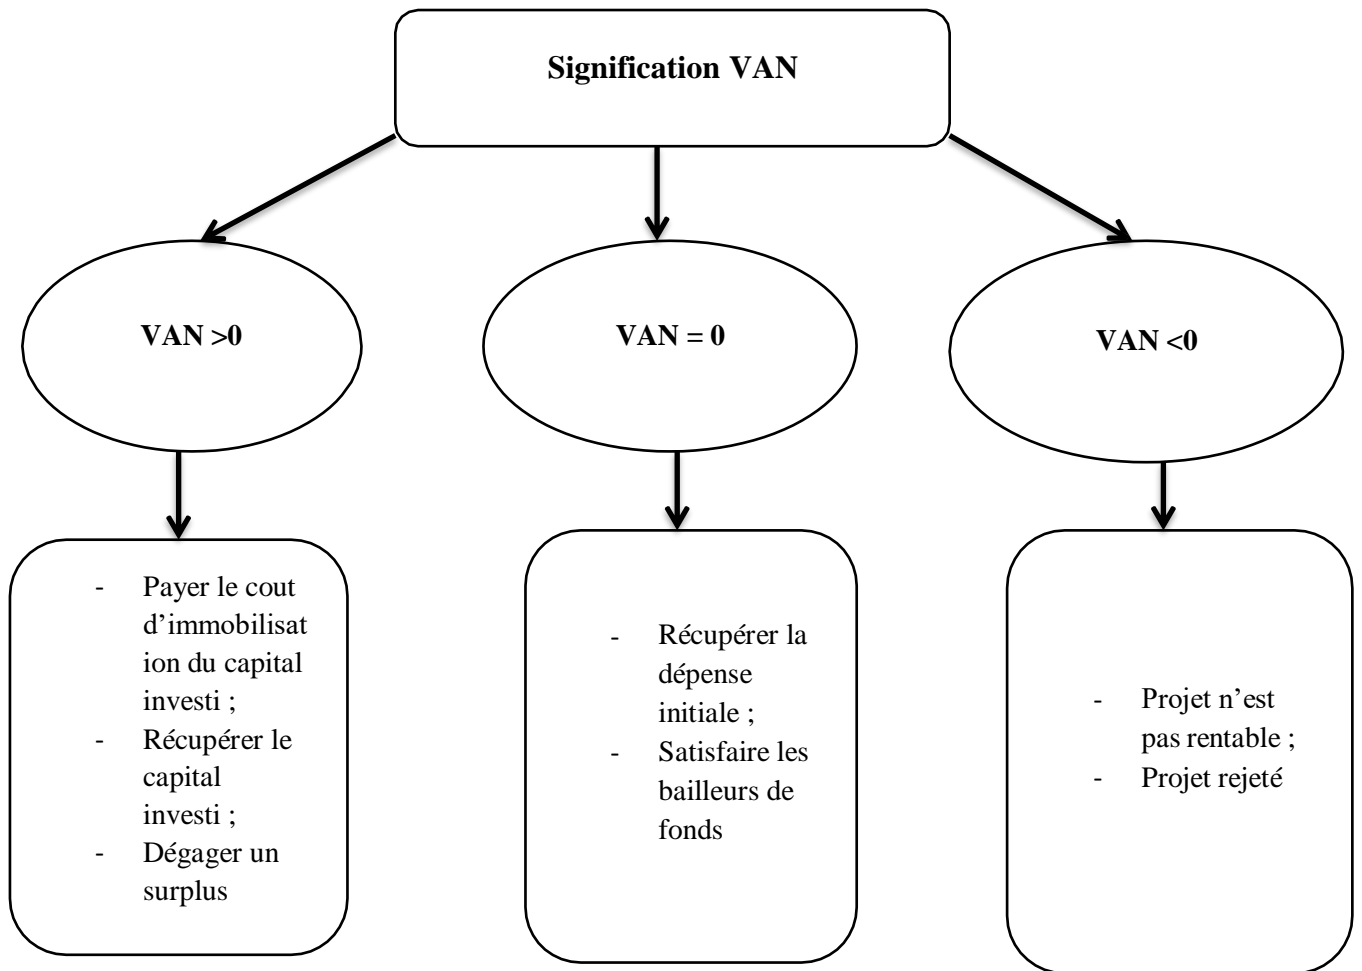 Signification VAN
VAN >0
VAN = 0
VAN <0
- Payer le cout
d’immobilisat
ion du capital
investi ;
- Récupérer le
capital
investi ;
- Dégager un
surplus
- Récupérer la
dépense
initiale ;
- Satisfaire les
bailleurs de
fonds
- Projet n’est
pas rentable ;
- Projet rejeté